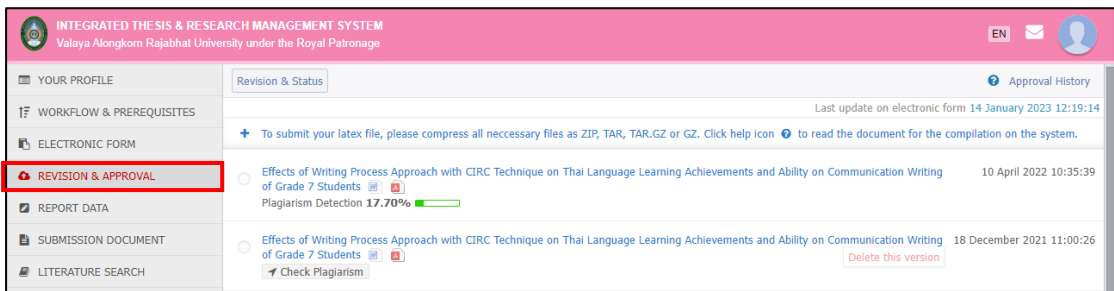 INTEGRATED THESIS & RESEARCH MANAGEMENT SYSTEM
Valaya Alongkorn Rajabhat University under the Royal Patronage
EN
YOUR PROFILE
WORKFLOW & PREREQUISITES
ELECTRONIC FORM
REVISION & APPROVAL
REPORT DATA
SUBMISSION DOCUMENT
LITERATURE SEARCH
Revision & Status
Approval History
Last update on electronic form 14 January 2023 12:19:14
To submit your latex file, please compress all neccessary files as ZIP, TAR, TAR.GZ or GZ. Click help icon ? to read the document for the compilation on the system.
Effects of Writing Process Approach with CIRC Technique on Thai Language Learning Achievements and Ability on Communication Writing 10 April 2022 10:35:39
of Grade 7 Students
Plagiarism Detection 17.70%
Effects of Writing Process Approach with CIRC Technique on Thai Language Learning Achievements and Ability on Communication Writing 18 December 2021 11:00:26
of Grade 7 Students
Delete this version
Check Plagiarism